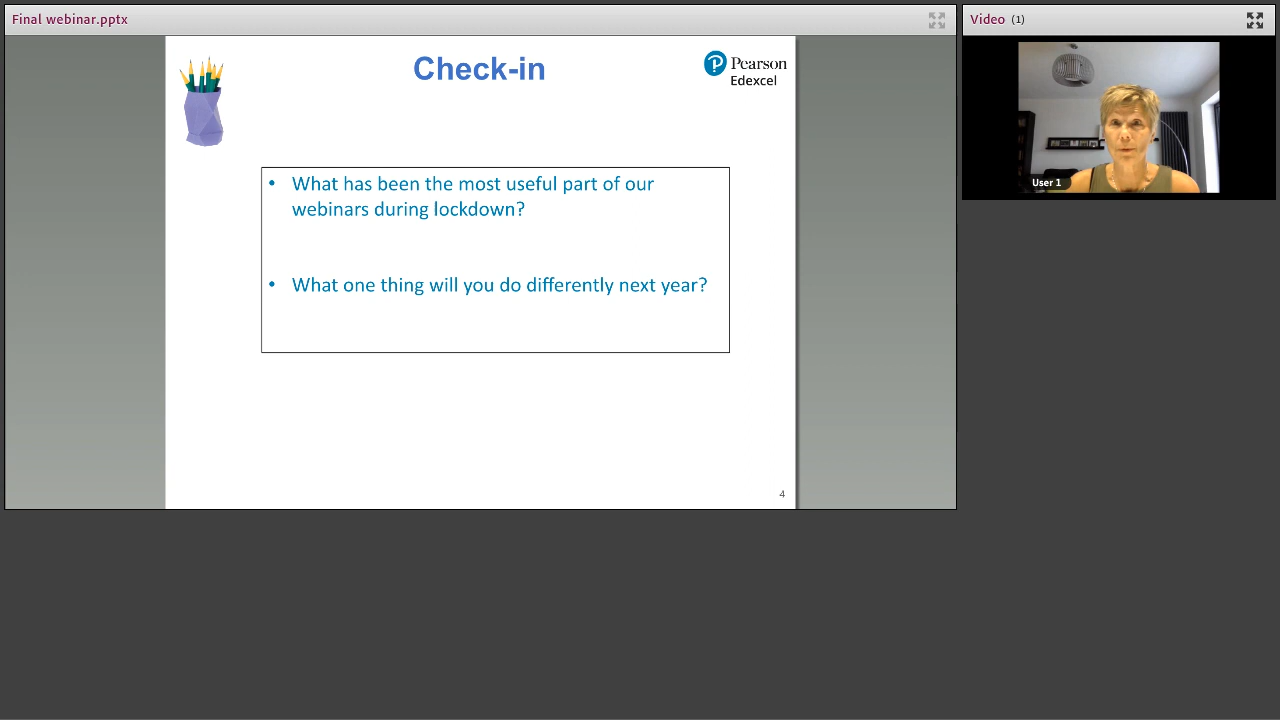 Final webinar.pptx
Video (1)
Check-in
Pearson
Edexcel
• What has been the most useful part of our
webinars during lockdown?
• What one thing will you do differently next year?
4
User 1